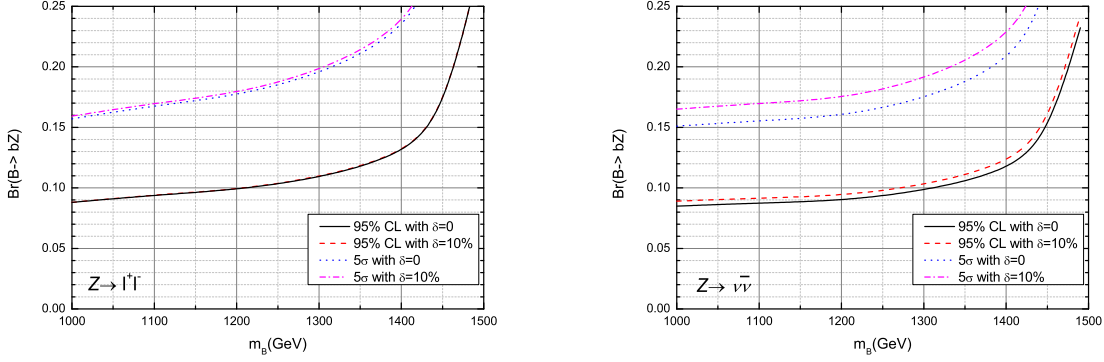 0.25
0.20
0.15
0.10
0.05
0.00
Br(B-> bZ)
95% CL with δ=0
95% CL with δ=10%
5σ with δ=0
5σ with δ=10%
Z→ l⁺l⁻
1000 1100 1200 1300 1400 1500
m_B(GeV)
0.25
0.20
0.15
0.10
0.05
0.00
Br(B-> bZ)
95% CL with δ=0
95% CL with δ=10%
5σ with δ=0
5σ with δ=10%
Z→ νν̅
1000 1100 1200 1300 1400 1500
m_B(GeV)